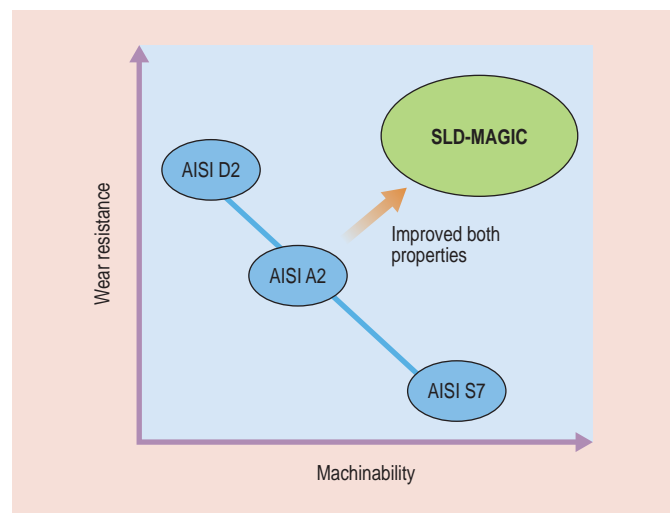 SLD-MAGIC
AISI D2
Improved both
properties
AISI A2
AISI S7
Wear resistance
Machinability